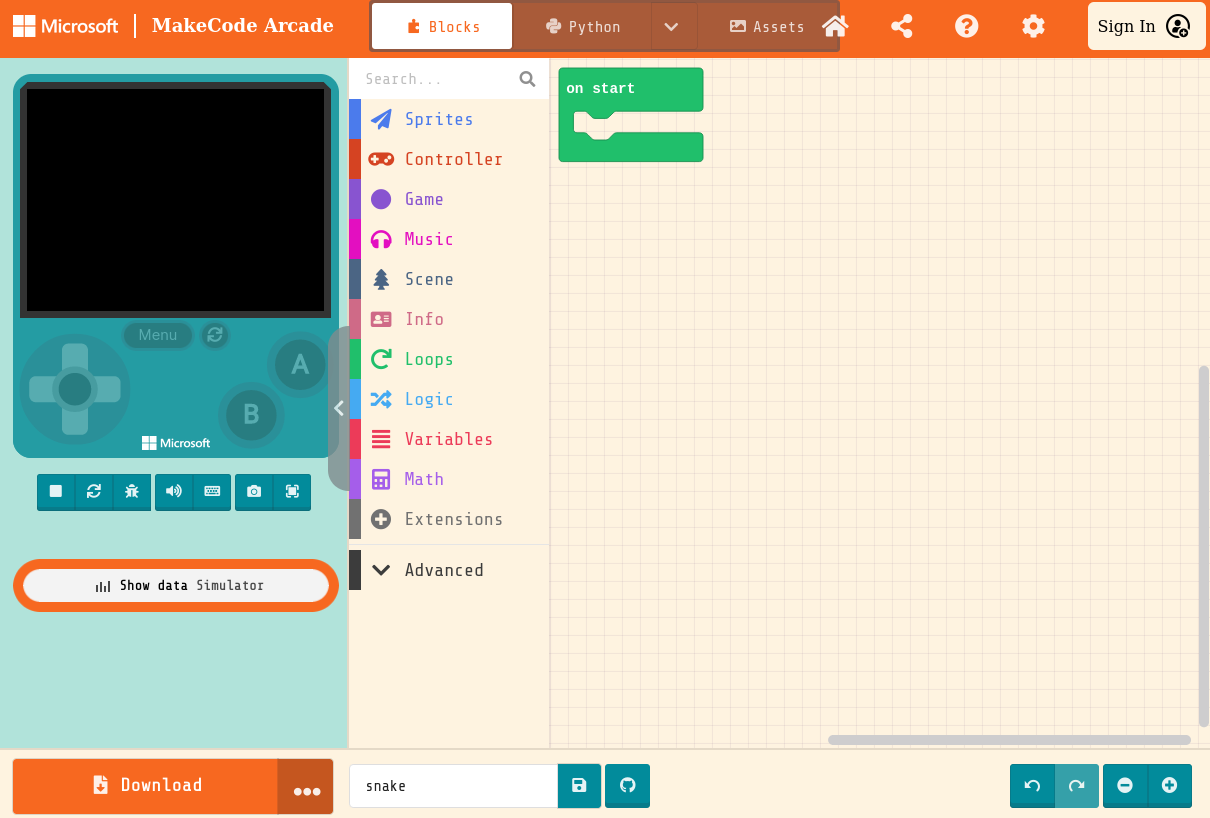 Microsoft | MakeCode Arcade
Blocks
Python
Assets
Sign In
Menu
A
B
Microsoft
Show data Simulator
Search...
Sprites
Controller
Game
Music
Scene
Info
Loops
Logic
Variables
Math
Extensions
Advanced
on start
Download
snake